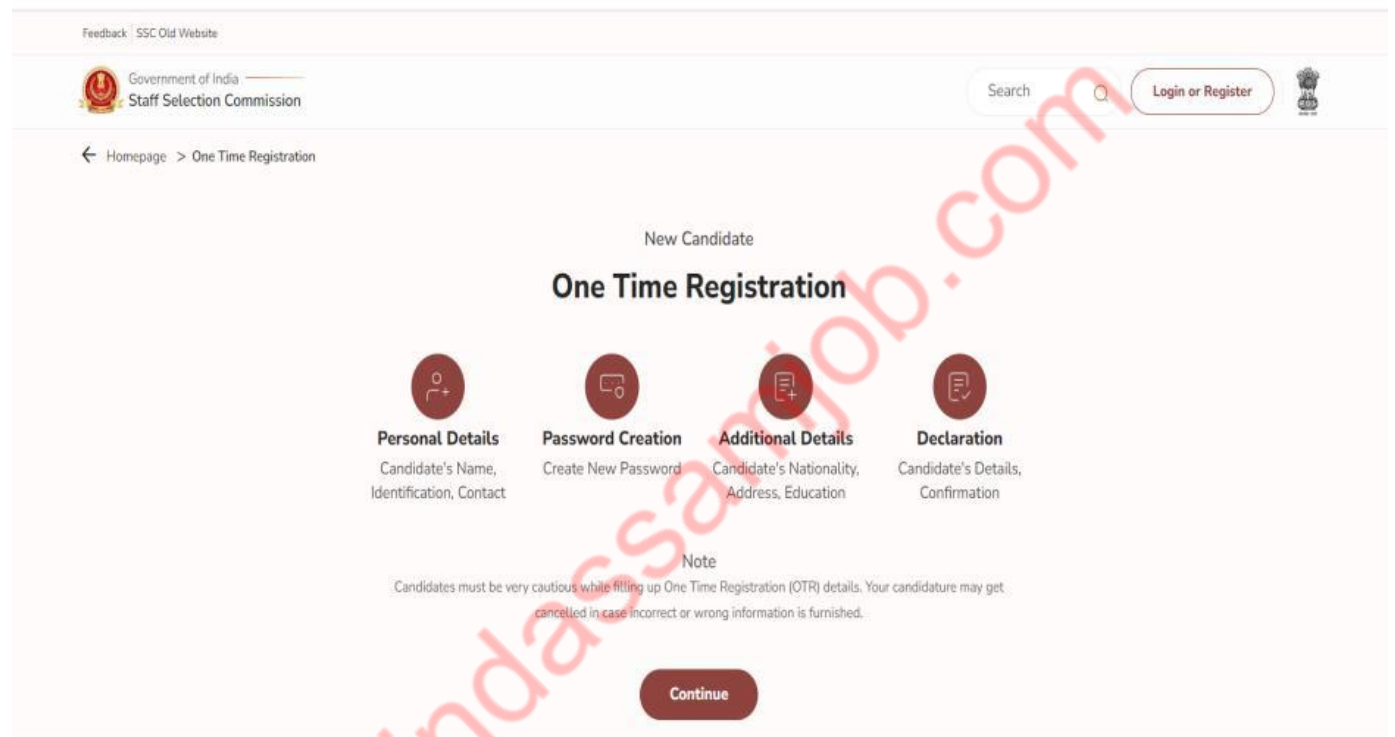 Feedback SSC Old Website
Government of India
Staff Selection Commission
Search
Login or Register
Homepage > One Time Registration
New Candidate
One Time Registration
Personal Details
Candidate's Name,
Identification, Contact
Password Creation
Create New Password
Additional Details
Candidate's Nationality,
Address, Education
Declaration
Candidate's Details,
Confirmation
Note
Candidates must be very cautious while filling up One Time Registration (OTR) details. Your candidature may get
cancelled in case incorrect or wrong information is furnished.
Continue
indassamjob.com